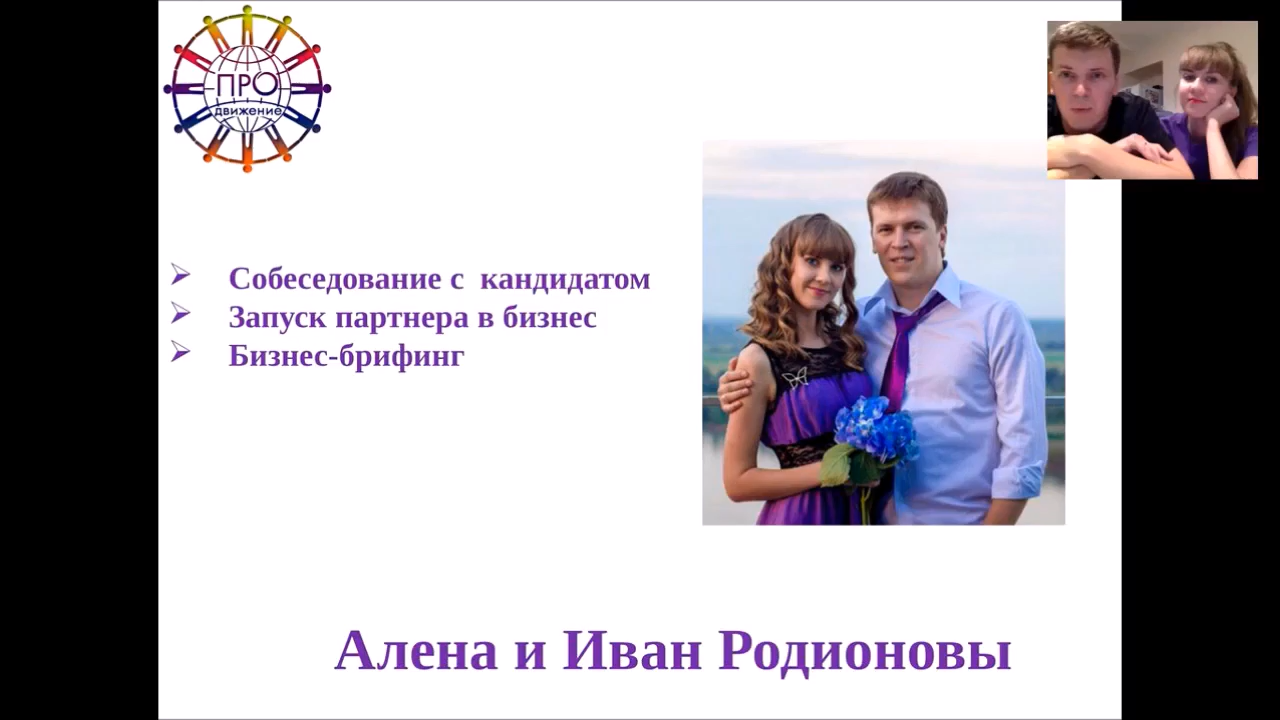 ПРО
движение
Собеседование с кандидатом
Запуск партнера в бизнес
Бизнес-брифинг
Алена и Иван Родионовы